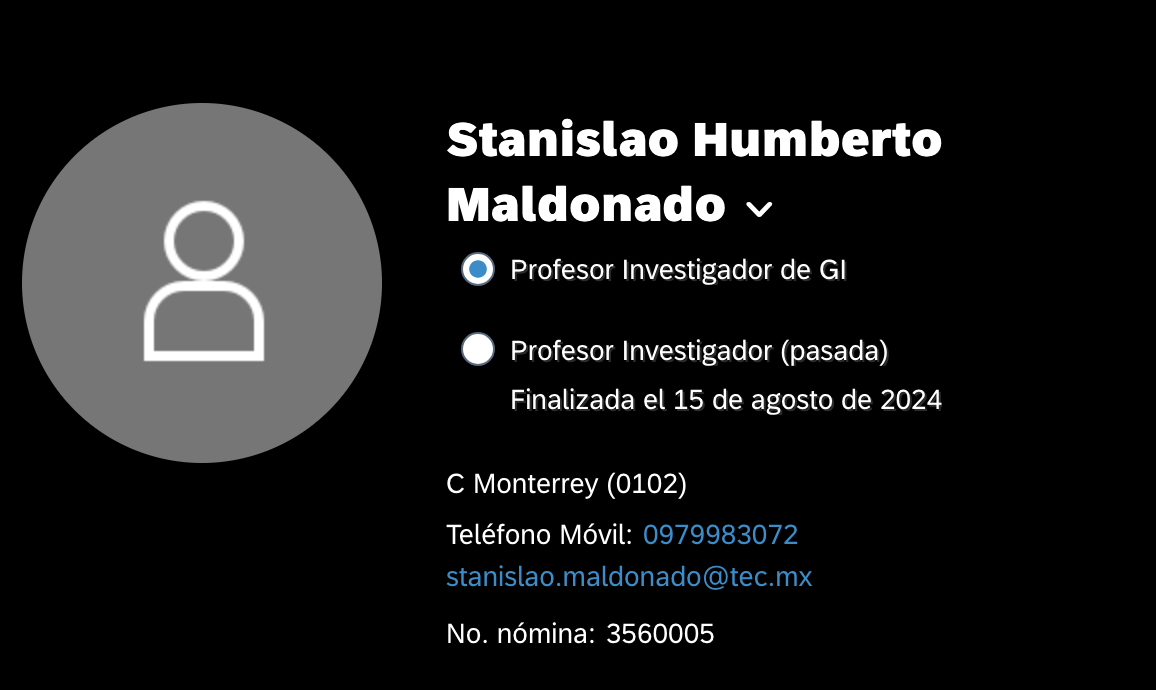 Stanislao Humberto
Maldonado
Profesor Investigador de GI
Profesor Investigador (pasada)
Finalizada el 15 de agosto de 2024
C Monterrey (0102)
Teléfono Móvil: 0979983072
stanislao.maldonado@tec.mx
No. nómina: 3560005